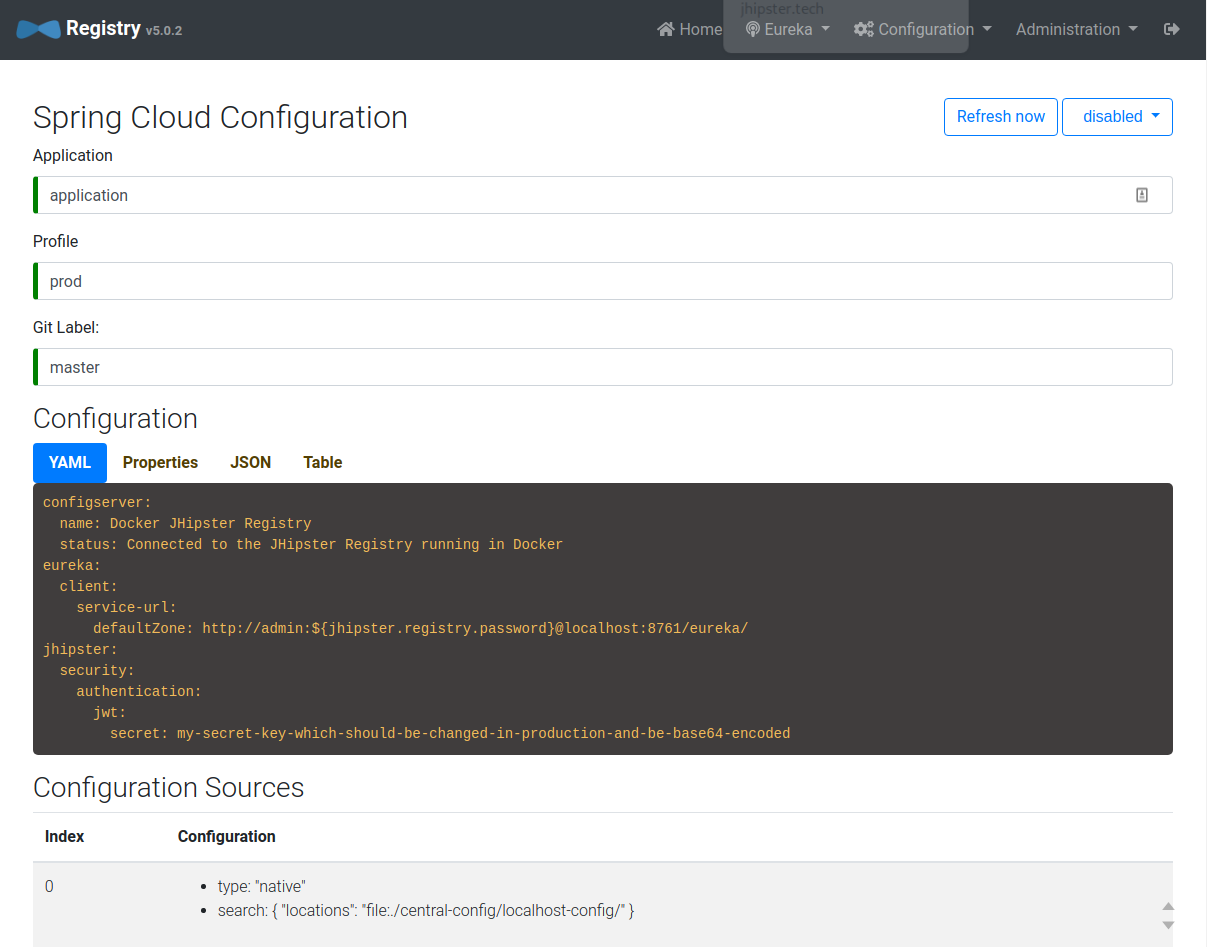 jhipster.tech
Registry v5.0.2 Home Eureka Configuration Administration
Spring Cloud Configuration
Refresh now disabled
Application
application
Profile
prod
Git Label:
master
Configuration
YAML Properties JSON Table
configserver:
  name: Docker JHipster Registry
  status: Connected to the JHipster Registry running in Docker
eureka:
  client:
    service-url:
      defaultZone: http://admin:${jhipster.registry.password}@localhost:8761/eureka/
jhipster:
  security:
    authentication:
      jwt:
        secret: my-secret-key-which-should-be-changed-in-production-and-be-base64-encoded
Configuration Sources
Index Configuration
0
• type: "native"
• search: { "locations": "file:./central-config/localhost-config/" }